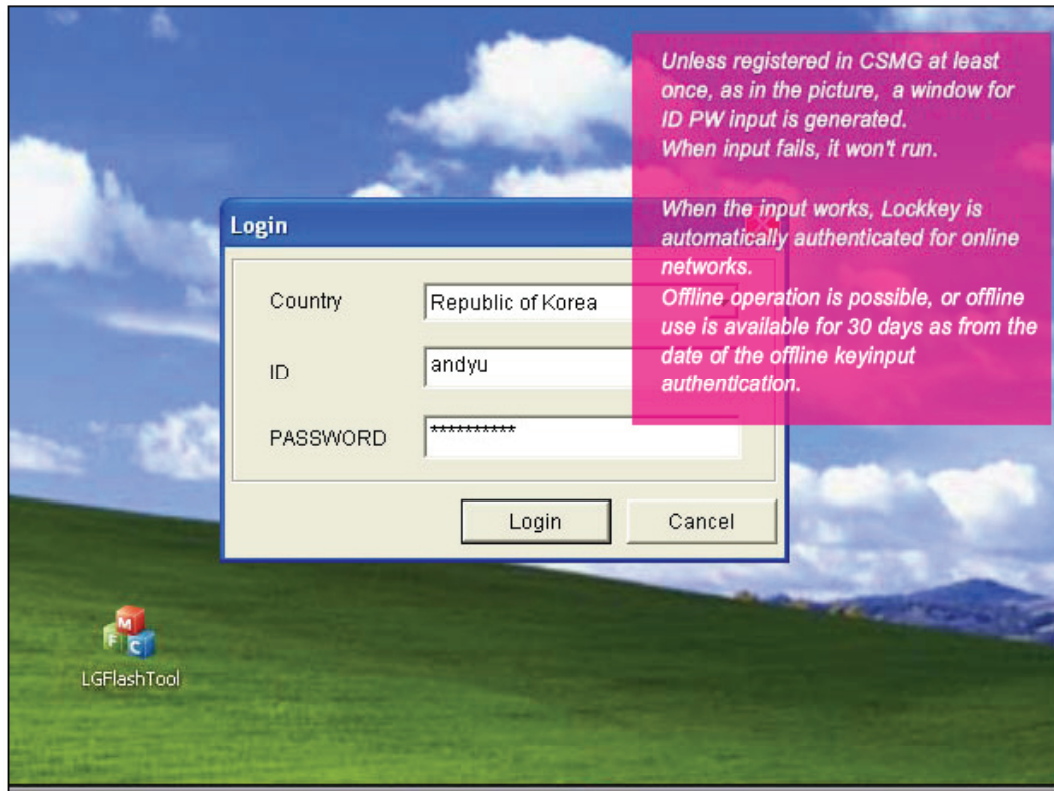 Unless registered in CSMG at least
once, as in the picture, a window for
ID PW input is generated.
When input fails, it won't run.
When the input works, Lockkey is
automatically authenticated for online
networks.
Offline operation is possible, or offline
use is available for 30 days as from the
date of the offline keyinput
authentication.
Login
Country
Republic of Korea
ID
andyu
PASSWORD
**********
Login
Cancel
M
F C
LGFlashTool